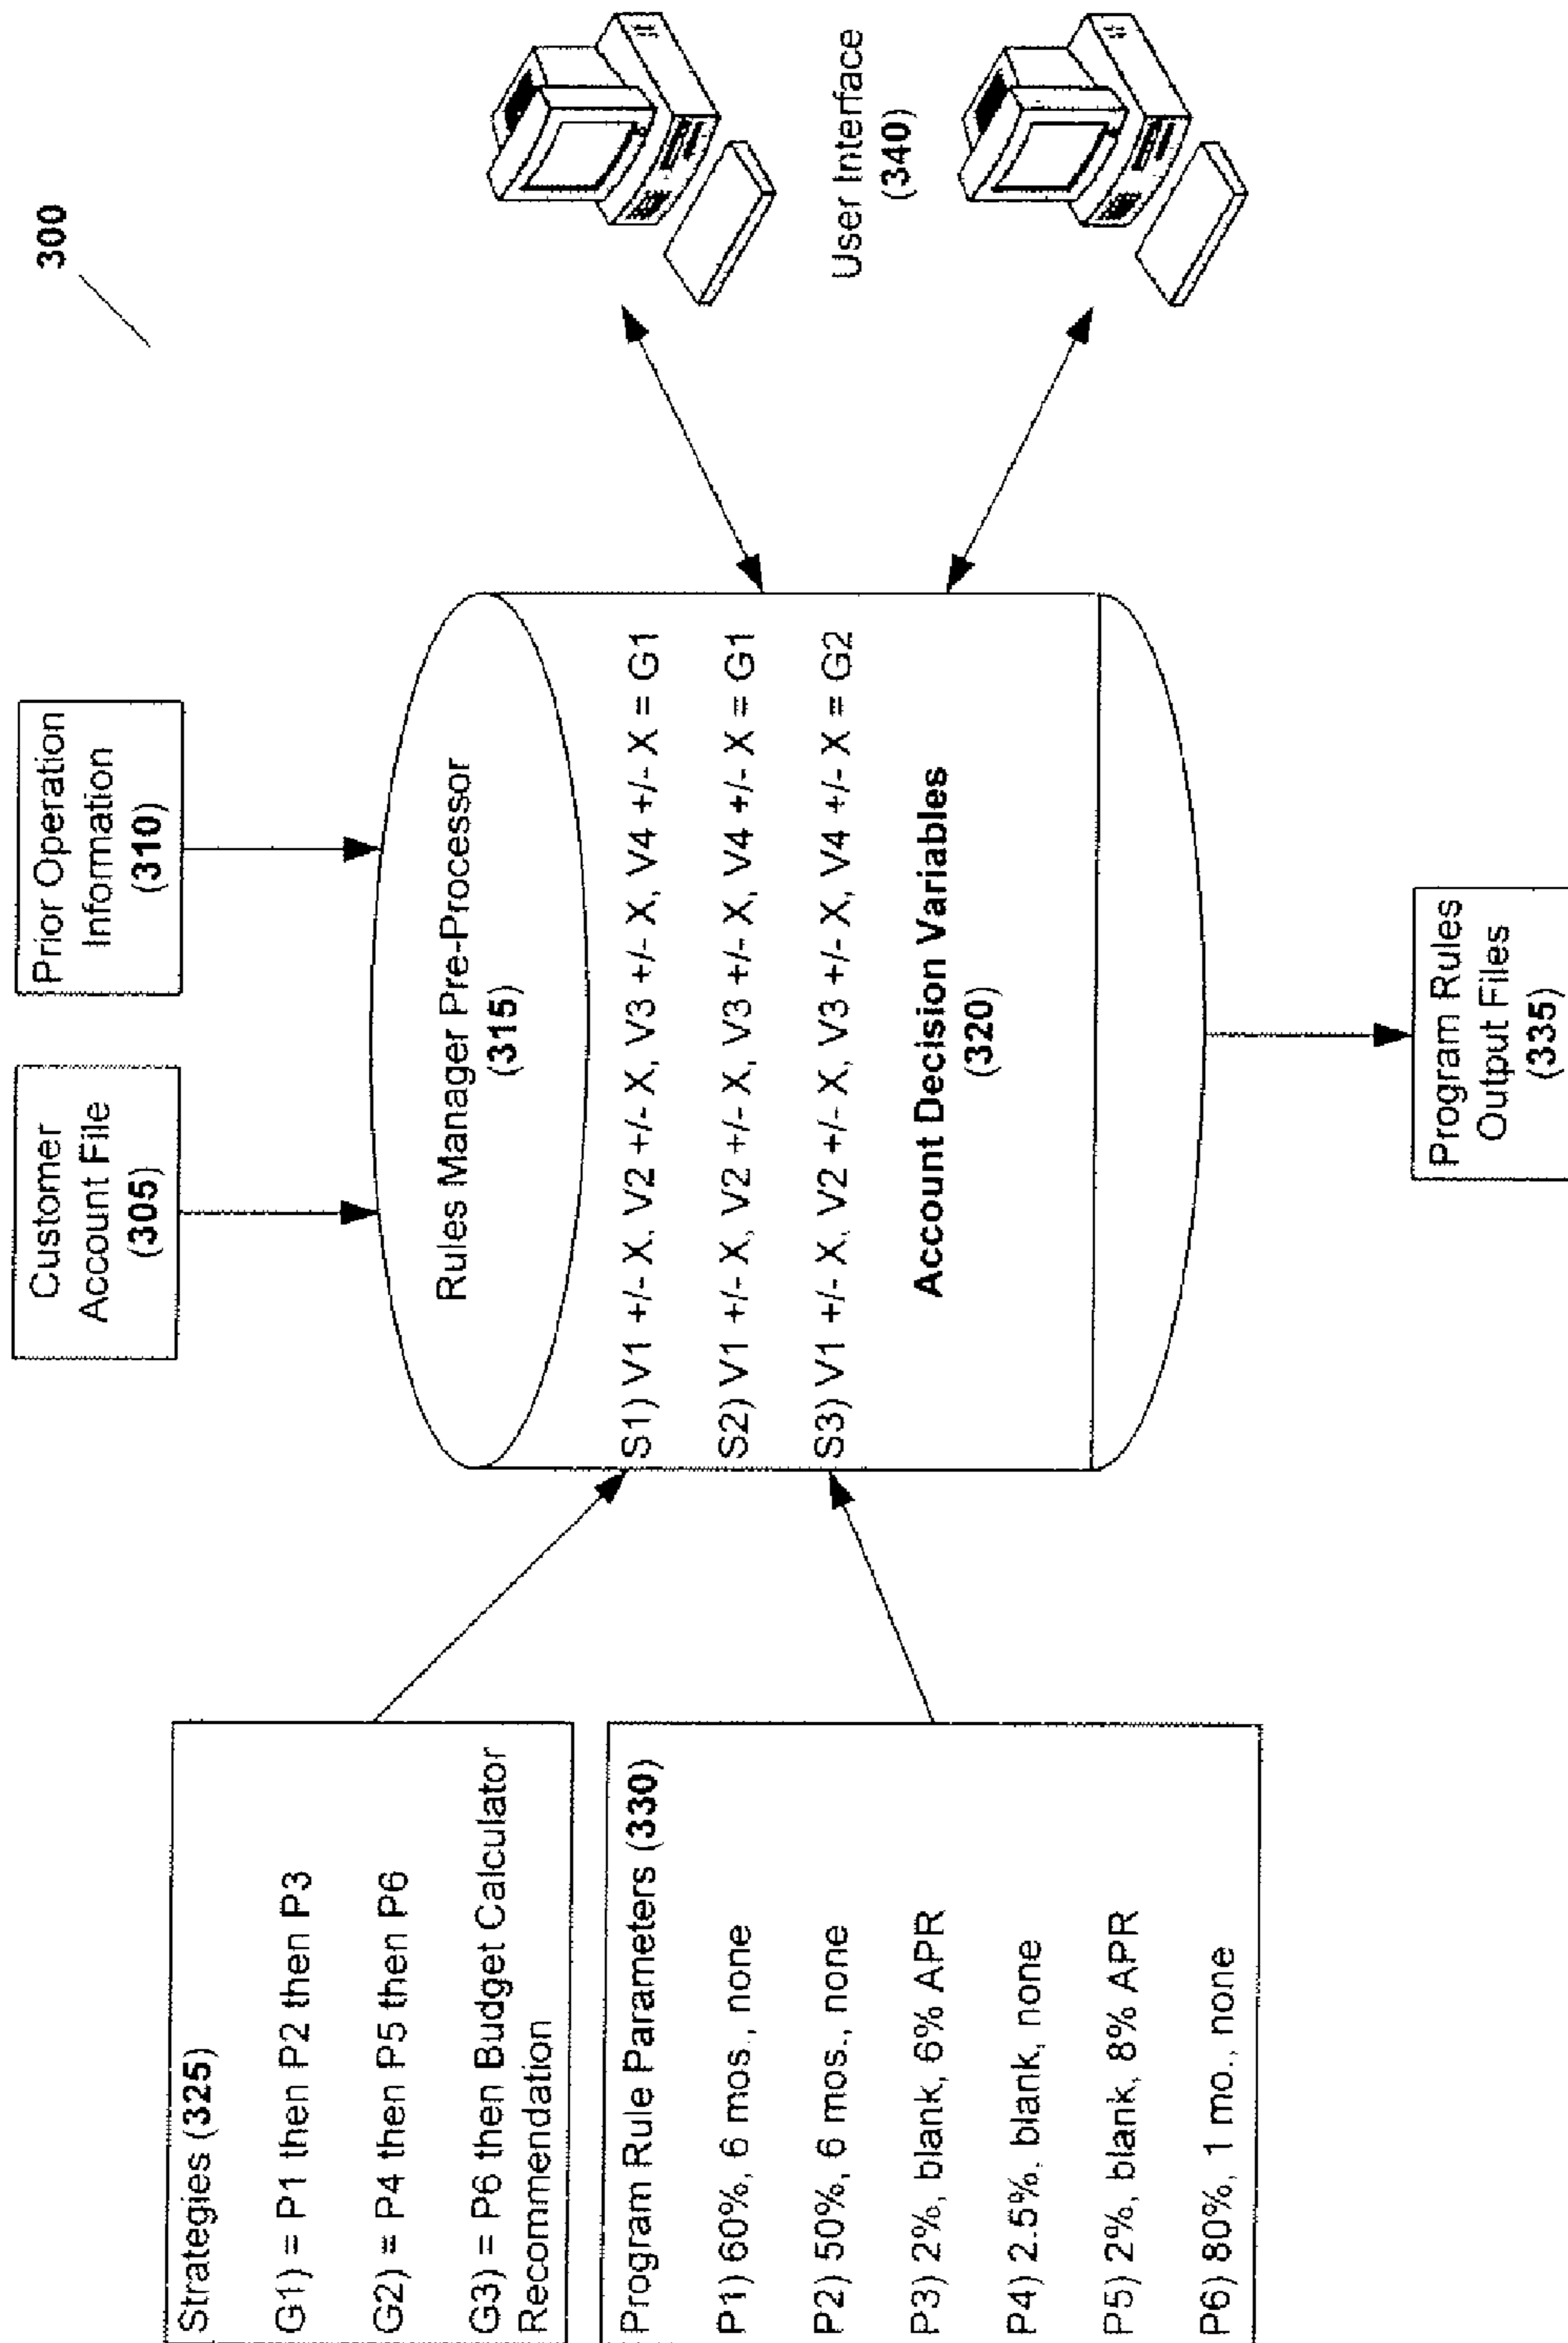 300
Customer
Account File
(305)
Prior Operation
Information
(310)
Strategies (325)
G1) = P1 then P2 then P3
G2) = P4 then P5 then P6
G3) = P6 then Budget Calculator
Recommendation
Program Rule Parameters (330)
P1) 60%, 6 mos., none
P2) 50%, 6 mos., none
P3) 2%, blank, 6% APR
P4) 2.5%, blank, none
P5) 2%, blank, 8% APR
P6) 80%, 1 mo., none
Rules Manager Pre-Processor
(315)
S1) V1 +/- X, V2 +/- X, V3 +/- X, V4 +/- X = G1
S2) V1 +/- X, V2 +/- X, V3 +/- X, V4 +/- X = G1
S3) V1 +/- X, V2 +/- X, V3 +/- X, V4 +/- X = G2
Account Decision Variables
(320)
User Interface
(340)
Program Rules
Output Files
(335)